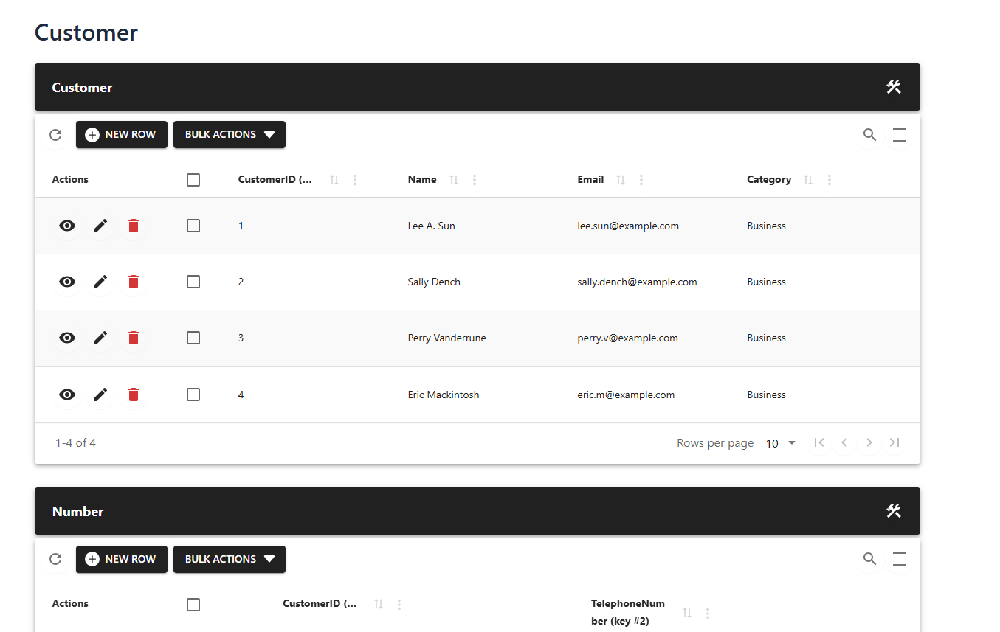 Customer
Customer
NEW ROW BULK ACTIONS
Actions CustomerID (... Name Email Category
1 Lee A. Sun lee.sun@example.com Business
2 Sally Dench sally.dench@example.com Business
3 Perry Vanderrune perry.v@example.com Business
4 Eric Mackintosh eric.m@example.com Business
1-4 of 4 Rows per page 10
Number
NEW ROW BULK ACTIONS
Actions CustomerID (... TelephoneNum
ber (key #2)